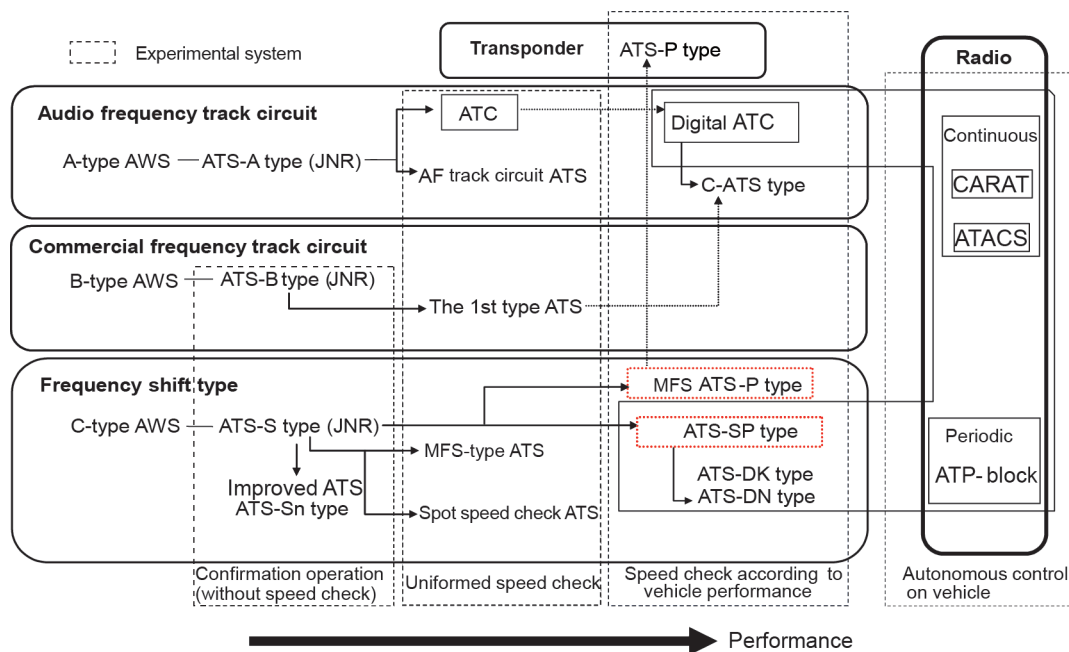 Experimental system
Transponder
ATS-P type
Radio
Audio frequency track circuit
ATC
Digital ATC
Continuous
A-type AWS
ATS-A type (JNR)
AF track circuit ATS
C-ATS type
CARAT
ATACS
Commercial frequency track circuit
B-type AWS
ATS-B type (JNR)
The 1st type ATS
Frequency shift type
MFS ATS-P type
C-type AWS
ATS-S type (JNR)
ATS-SP type
Periodic
MFS-type ATS
ATS-DK type
ATP- block
Improved ATS
ATS-Sn type
ATS-DN type
Spot speed check ATS
Confirmation operation
(without speed check)
Uniformed speed check
Speed check according to
vehicle performance
Autonomous control
on vehicle
Performance